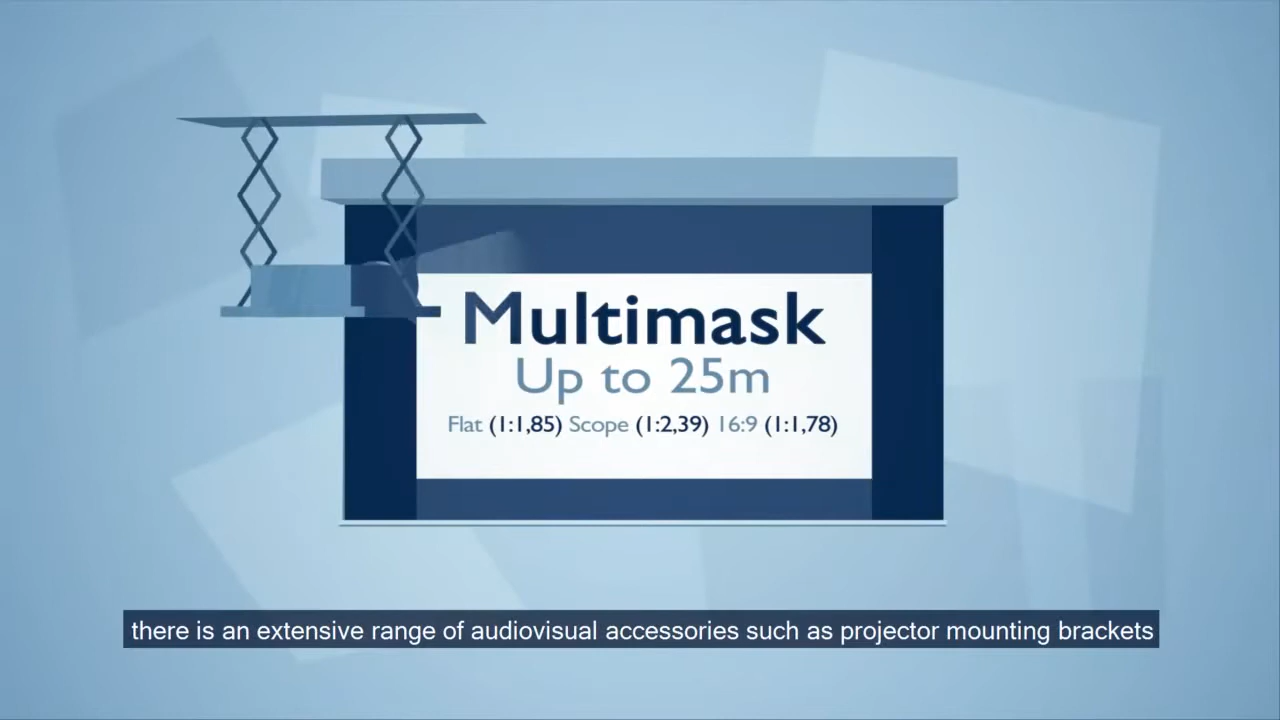 Multimask
Up to 25m
Flat (1:1,85) Scope (1:2,39) 16:9 (1:1,78)
there is an extensive range of audiovisual accessories such as projector mounting brackets